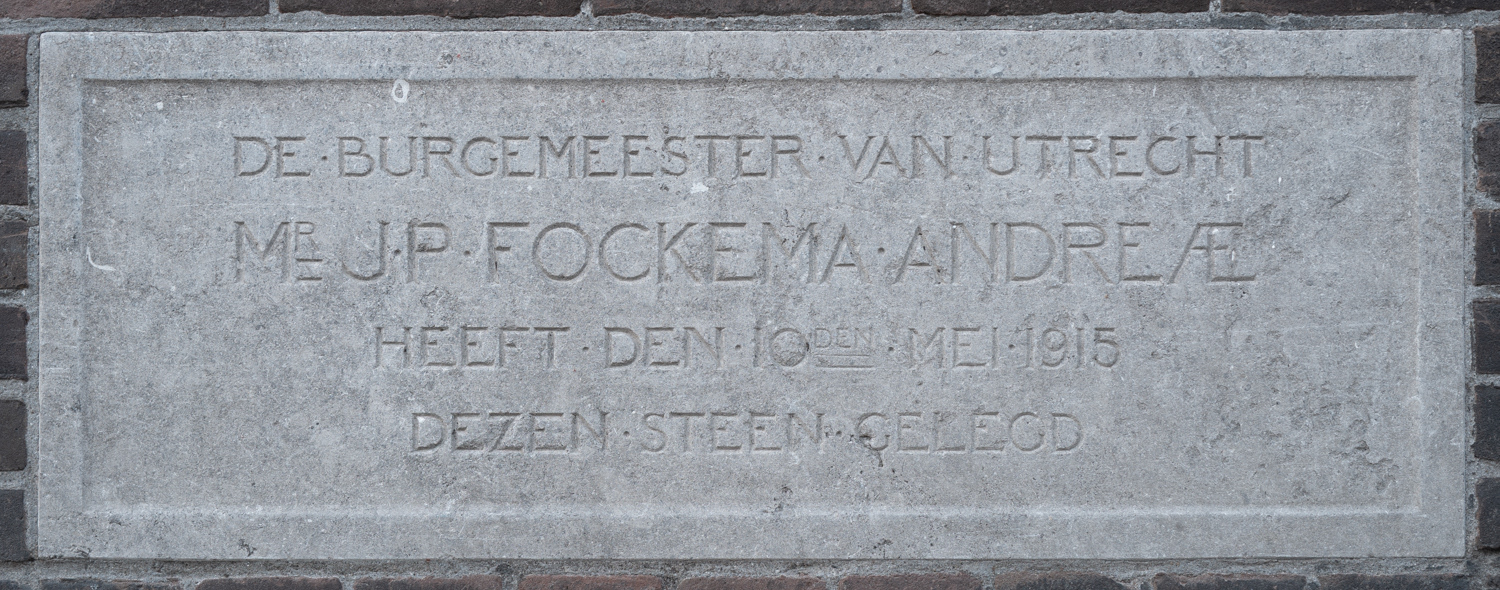 DE·BURGEMEESTER·VAN·UTRECHT
MR J·P·FOCKEMA·ANDREÆ
HEEFT·DEN·10DEN·MEI·1915
DEZEN·STEEN·GELEGD